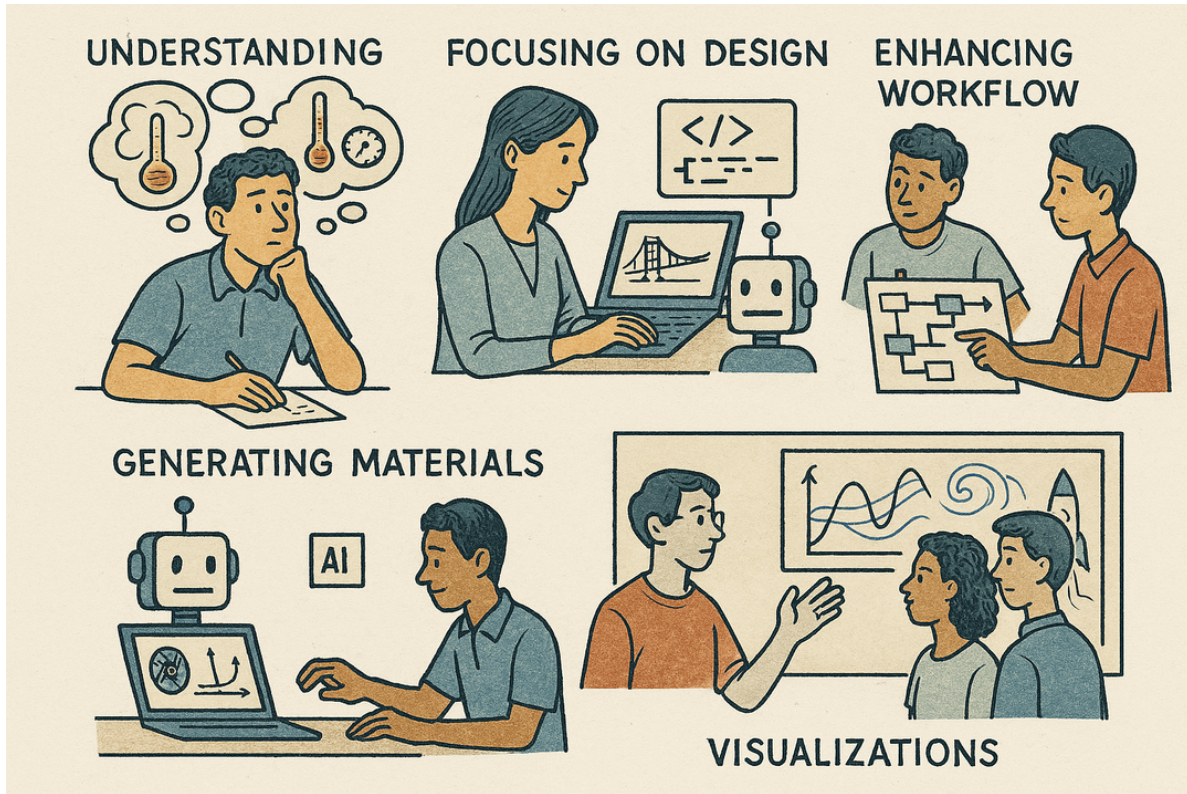 UNDERSTANDING
FOCUSING ON DESIGN
ENHANCING
WORKFLOW
</>
GENERATING MATERIALS
AI
VISUALIZATIONS